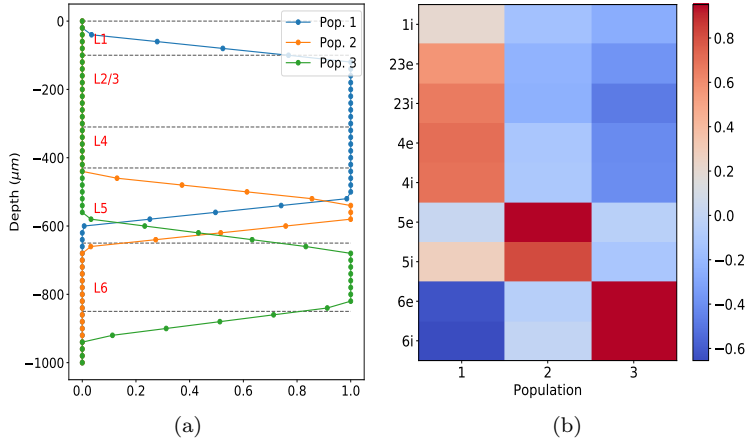 0
−200
−400
−600
−800
−1000
Depth (μm)
L1
L2/3
L4
L5
L6
Pop. 1
Pop. 2
Pop. 3
0.0 0.2 0.4 0.6 0.8 1.0
(a)
1i
23e
23i
4e
4i
5e
5i
6e
6i
1 2 3
Population
0.8
0.6
0.4
0.2
0.0
−0.2
−0.4
−0.6
(b)